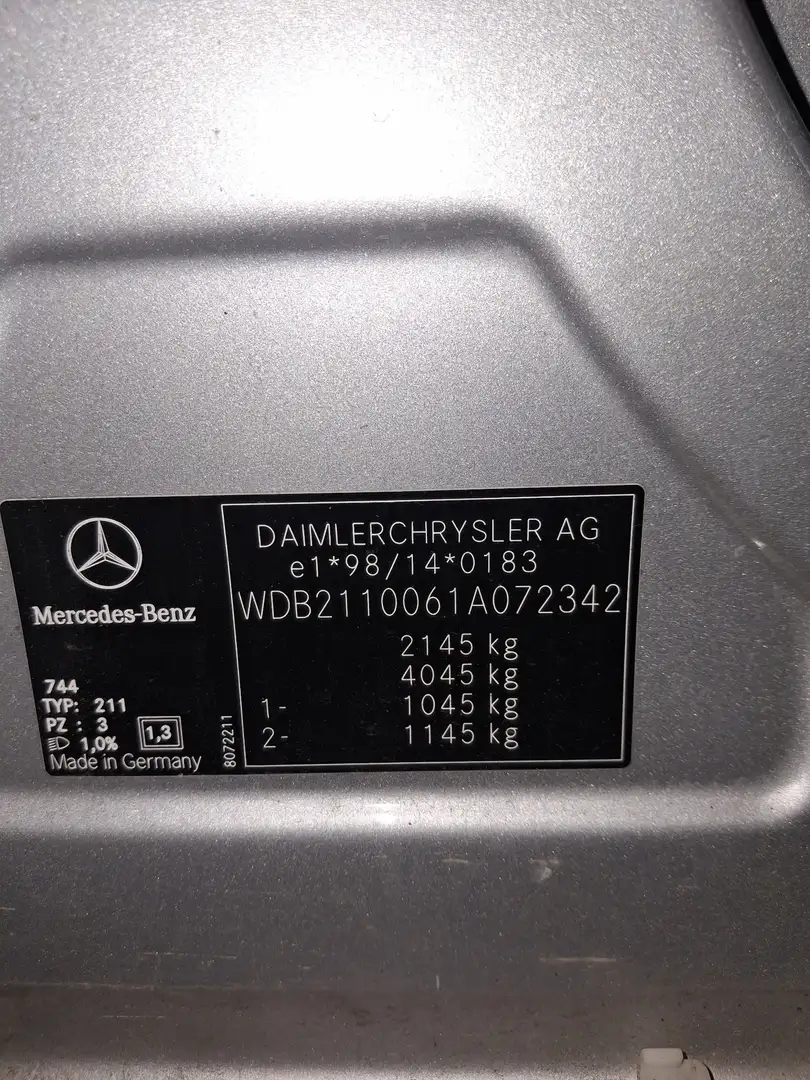 Mercedes-Benz
744
TYP: 211
PZ : 3
1,0%
1,3
Made in Germany
8072211
DAIMLERCHRYSLER AG
e1*98/14*0183
WDB2110061A072342
2145 kg
4045 kg
1- 1045 kg
2- 1145 kg